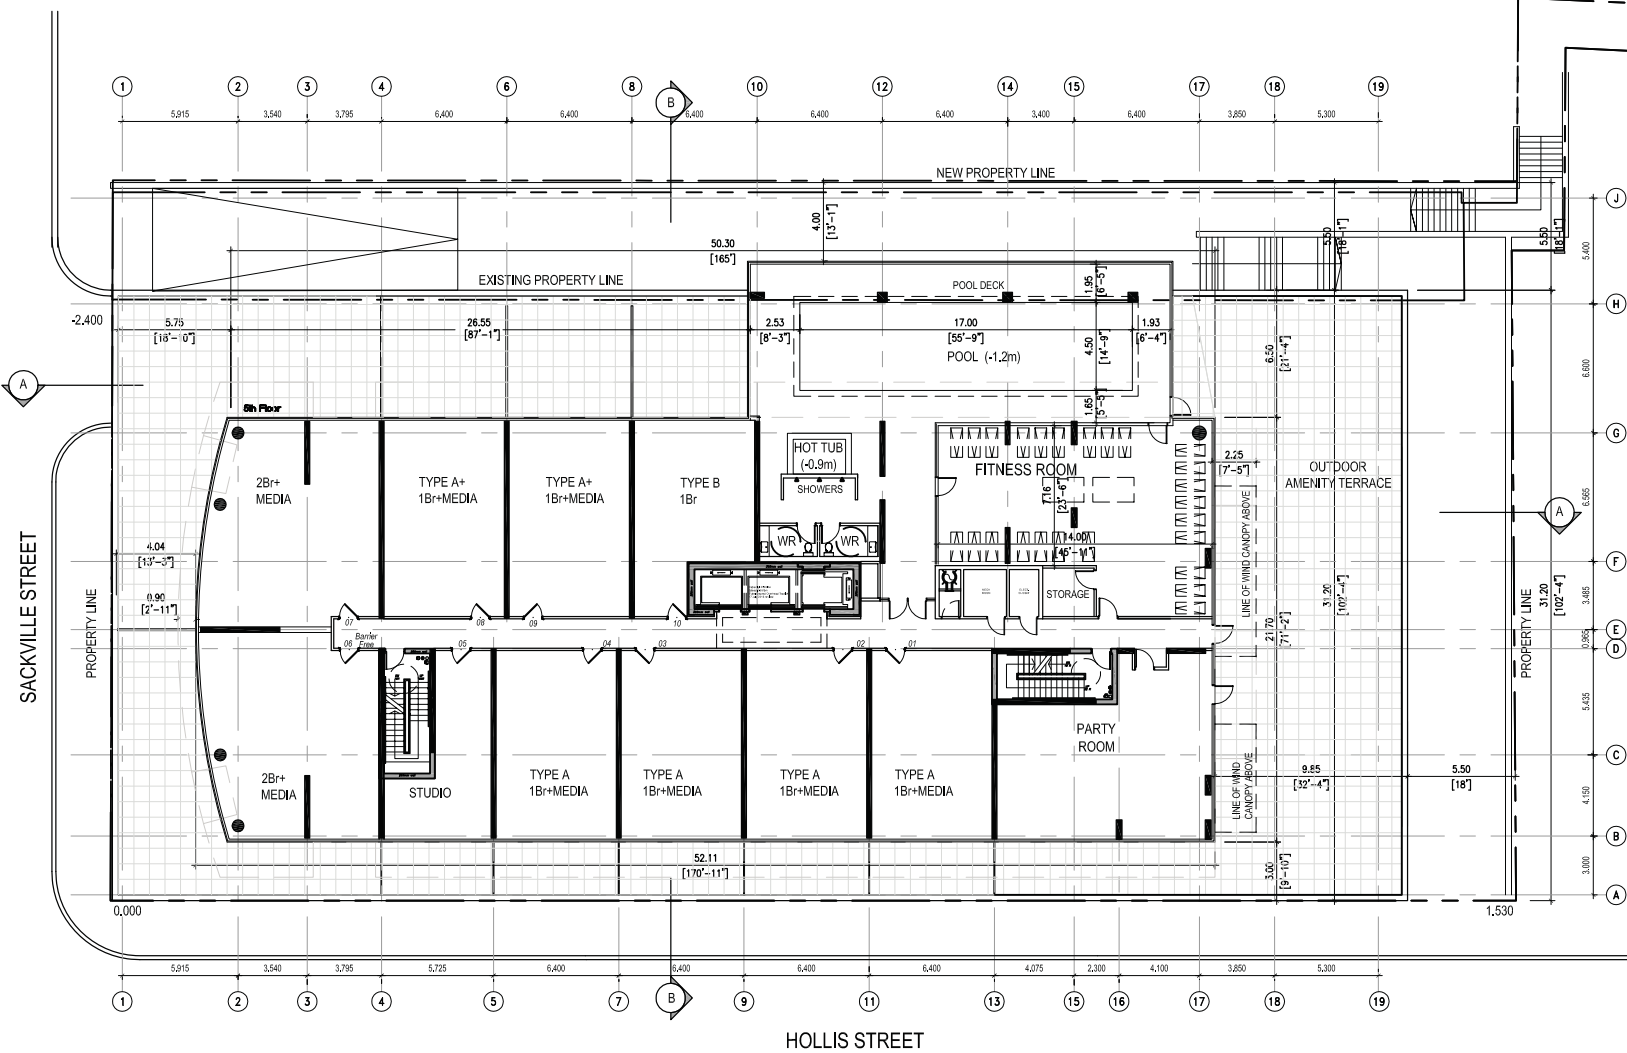 1 2 3 4 6 8 B 10 12 14 15 17 18 19
5,915 3,540 3,795 6,400 6,400 6,400 6,400 6,400 3,400 6,400 3,850 5,300
NEW PROPERTY LINE
J
4.00
[13'-1"]
5.50
[18'-1"]
5.50
[18'-1"]
5.400
50.30
[165']
EXISTING PROPERTY LINE
POOL DECK
1.95
[6'-5"]
H
-2.400
5.75
26.55
[87'-1"]
2.53
[8'-3"]
17.00
[55'-9"]
1.93
[6'-4"]
POOL (-1.2m)
4.50
[14'-9"]
6.50
[21'-4"]
6.600
A
1.65
[5'-5"]
5th Floor
G
HOT TUB
(-0.9m)
SHOWERS
FITNESS ROOM
7.16
[23'-6"]
2.25
[7'-5"]
OUTDOOR
AMENITY TERRACE
2Br+
MEDIA
TYPE A+
1Br+MEDIA
TYPE A+
1Br+MEDIA
TYPE B
1Br
6.565
A
LINE OF WIND CANOPY ABOVE
WR
WR
14.00
[45'-11"]
4.04
[13'-3"]
F
SACKVILLE STREET
PROPERTY LINE
0.90
[2'-11"]
STORAGE
31.20
[102'-4"]
31.20
[102'-4"]
PROPERTY LINE
3.485
07
08
09
10
21.70
[71'-2"]
E
0.965
Barrier
Free
06
05
04
03
02
01
D
5.435
PARTY
ROOM
C
2Br+
MEDIA
STUDIO
TYPE A
1Br+MEDIA
TYPE A
1Br+MEDIA
TYPE A
1Br+MEDIA
TYPE A
1Br+MEDIA
LINE OF WIND
CANOPY ABOVE
9.85
[32'-4"]
5.50
[18']
4.150
B
52.11
[170'-11"]
3.00
[9'-10"]
3.000
A
0.000
1.530
5,915 3,540 3,795 5,725 6,400 6,400 6,400 6,400 4,075 2,300 4,100 3,850 5,300
1 2 3 4 5 7 B 9 11 13 15 16 17 18 19
HOLLIS STREET